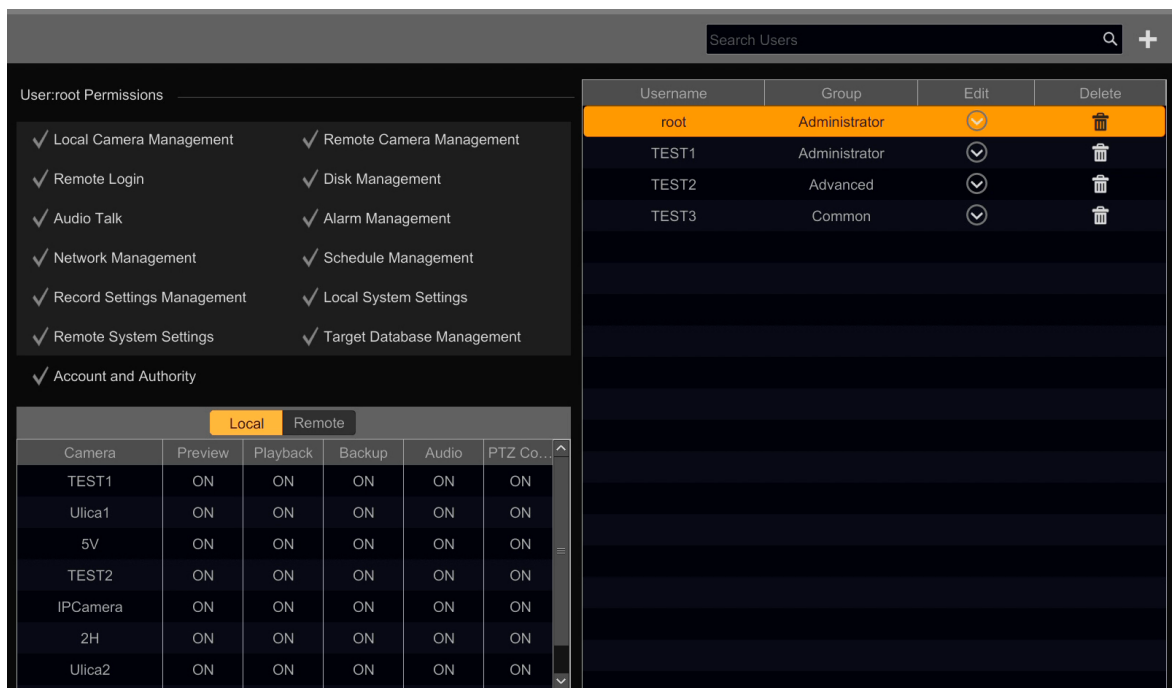 Search Users
User:root Permissions
Local Camera Management Remote Camera Management
Remote Login Disk Management
Audio Talk Alarm Management
Network Management Schedule Management
Record Settings Management Local System Settings
Remote System Settings Target Database Management
Account and Authority
Local Remote
Camera Preview Playback Backup Audio PTZ Co...
TEST1 ON ON ON ON ON
Ulica1 ON ON ON ON ON
5V ON ON ON ON ON
TEST2 ON ON ON ON ON
IPCamera ON ON ON ON ON
2H ON ON ON ON ON
Ulica2 ON ON ON ON ON
Username Group Edit Delete
root Administrator
TEST1 Administrator
TEST2 Advanced
TEST3 Common